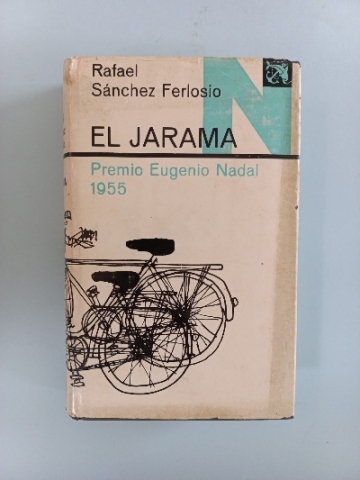 Rafael
Sánchez Ferlosio
N
EL JARAMA
Premio Eugenio Nadal
1955